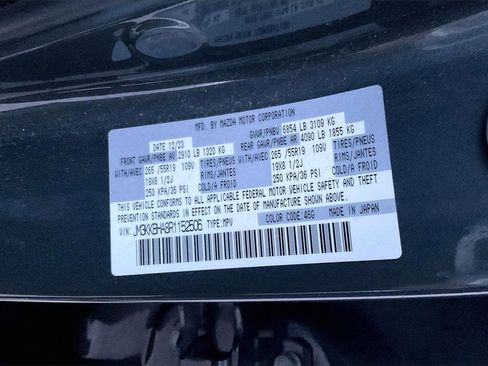 MFD. BY MAZDA MOTOR CORPORATION
DATE 12/23 GVWR/PNBV 6854 LB 3109 KG
FRONT GAWR/PNBE AV 2910 LB 1320 KG REAR GAWR/PNBE AR 4090 LB 1855 KG
WITH/AVEC 265 /55R19 109V TIRES/PNEUS WITH/AVEC 265 /55R19 109V TIRES/PNEUS
19X8 1/2J RIMS/JANTES 19X8 1/2J RIMS/JANTES
250 KPA/36 PSI COLD/A FROID 250 KPA/36 PSI COLD/A FROID
THIS VEHICLE CONFORMS TO ALL APPLICABLE FEDERAL MOTOR VEHICLE SAFETY AND THEFT
PREVENTION STANDARDS IN EFFECT ON THE DATE OF MANUFACTURE SHOWN ABOVE.
VIN: JM3KKBHA8R1152506 TYPE:MPV COLOR CODE:46G MADE IN JAPAN